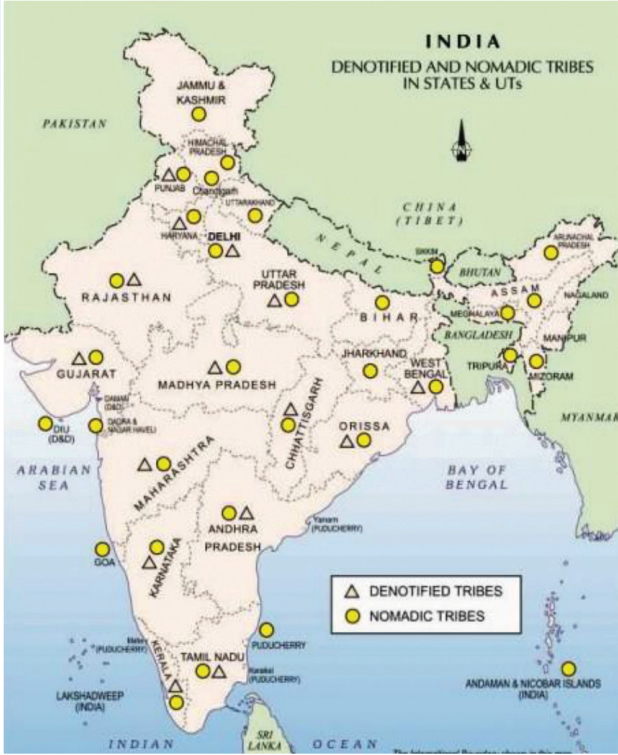 INDIA
DENOTIFIED AND NOMADIC TRIBES
IN STATES & UTs
JAMMU &
KASHMIR
PAKISTAN
HIMACHAL
PRADESH
PUNJAB
Chandigarh
UTTARAKHAND
CHINA
(TIBET)
HARYANA
DELHI
NEPAL
SIKKIM
BHUTAN
ARUNACHAL
PRADESH
RAJASTHAN
UTTAR
PRADESH
BIHAR
ASSAM
NAGALAND
MEGHALAYA
MANIPUR
BANGLADESH
TRIPURA
MIZORAM
GUJARAT
MADHYA PRADESH
JHARKHAND
WEST
BENGAL
MYANMAR
DAMAN
(D&D)
DIU
(D&D)
DADRA &
NAGAR HAVELI
CHHATTISGARH
ORISSA
ARABIAN
SEA
MAHARASHTRA
BAY OF
BENGAL
ANDHRA
PRADESH
Yanam
(PUDUCHERRY)
GOA
KARNATAKA
DENOTIFIED TRIBES
NOMADIC TRIBES
PUDUCHERRY
Mahe
(PUDUCHERRY)
KERALA
TAMIL NADU
Karaikal
(PUDUCHERRY)
LAKSHADWEEP
(INDIA)
ANDAMAN & NICOBAR ISLANDS
(INDIA)
INDIAN OCEAN
SRI
LANKA